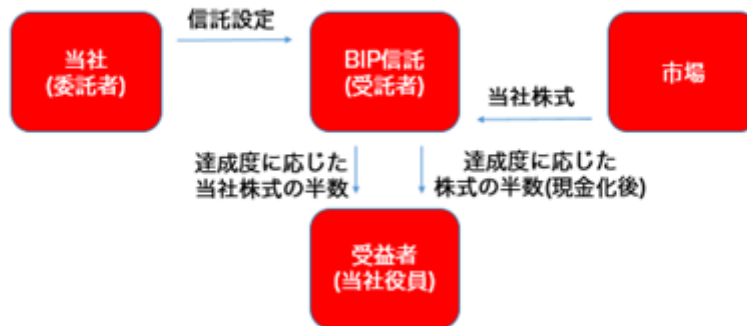 信託設定
当社
(委託者)
BIP信託
(受託者)
市場
当社株式
達成度に応じた
当社株式の半数
達成度に応じた
株式の半数(現金化後)
受益者
(当社役員)